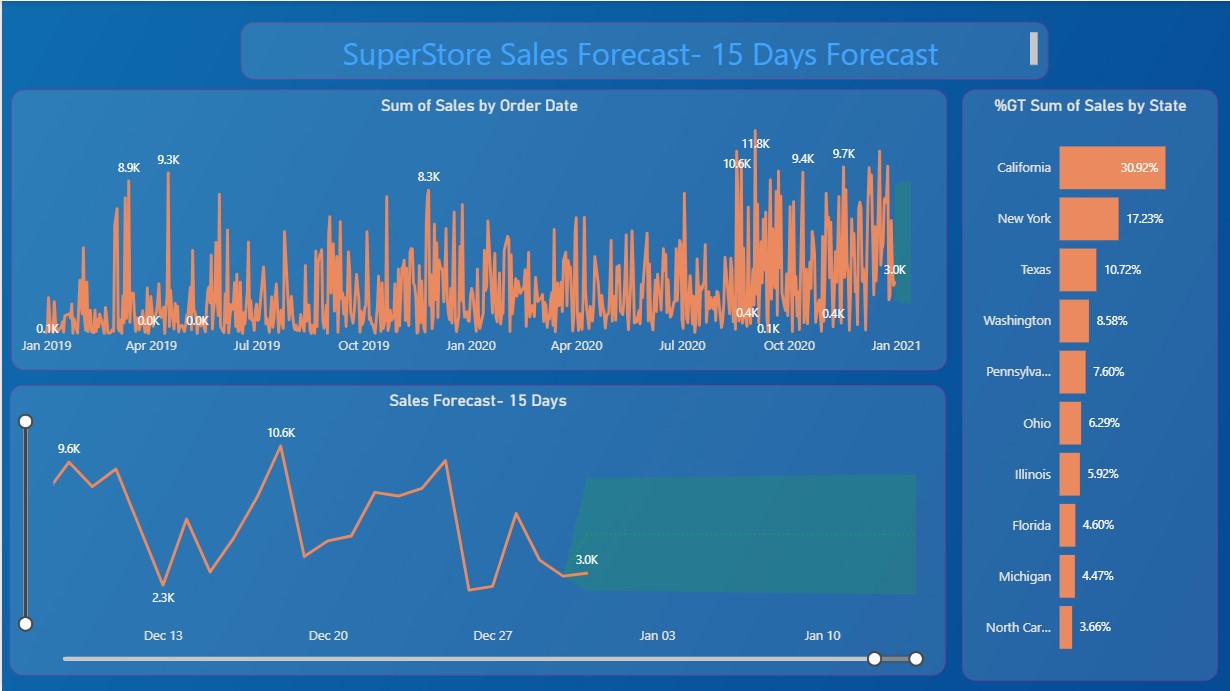 SuperStore Sales Forecast- 15 Days Forecast
Sum of Sales by Order Date
11.8K
10.6K
8.9K
9.3K
8.3K
9.4K
9.7K
3.0K
0.1K
0.0K
0.0K
0.4K
0.1K
0.4K
Jan 2019
Apr 2019
Jul 2019
Oct 2019
Jan 2020
Apr 2020
Jul 2020
Oct 2020
Jan 2021
Sales Forecast- 15 Days
9.6K
10.6K
2.3K
3.0K
Dec 13
Dec 20
Dec 27
Jan 03
Jan 10
%GT Sum of Sales by State
California 30.92%
New York 17.23%
Texas 10.72%
Washington 8.58%
Pennsylva... 7.60%
Ohio 6.29%
Illinois 5.92%
Florida 4.60%
Michigan 4.47%
North Car... 3.66%